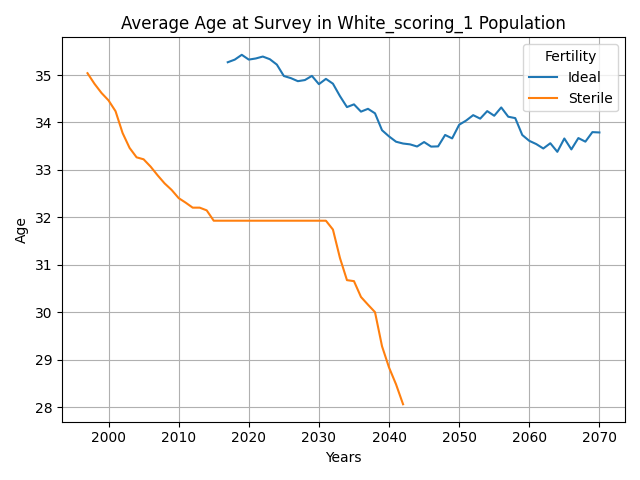 Average Age at Survey in White_scoring_1 Population
Fertility
Ideal
Sterile
Age
35
34
33
32
31
30
29
28
2000 2010 2020 2030 2040 2050 2060 2070
Years